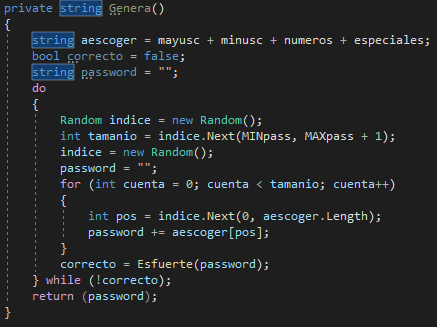 private string Genera()
{
string aescoger = mayusc + minusc + numeros + especiales;
bool correcto = false;
string password = "";
do
{
Random indice = new Random();
int tamanio = indice.Next(MINpass, MAXpass + 1);
indice = new Random();
password = "";
for (int cuenta = 0; cuenta < tamanio; cuenta++)
{
int pos = indice.Next(0, aescoger.Length);
password += aescoger[pos];
}
correcto = Esfuerte(password);
} while (!correcto);
return (password);
}